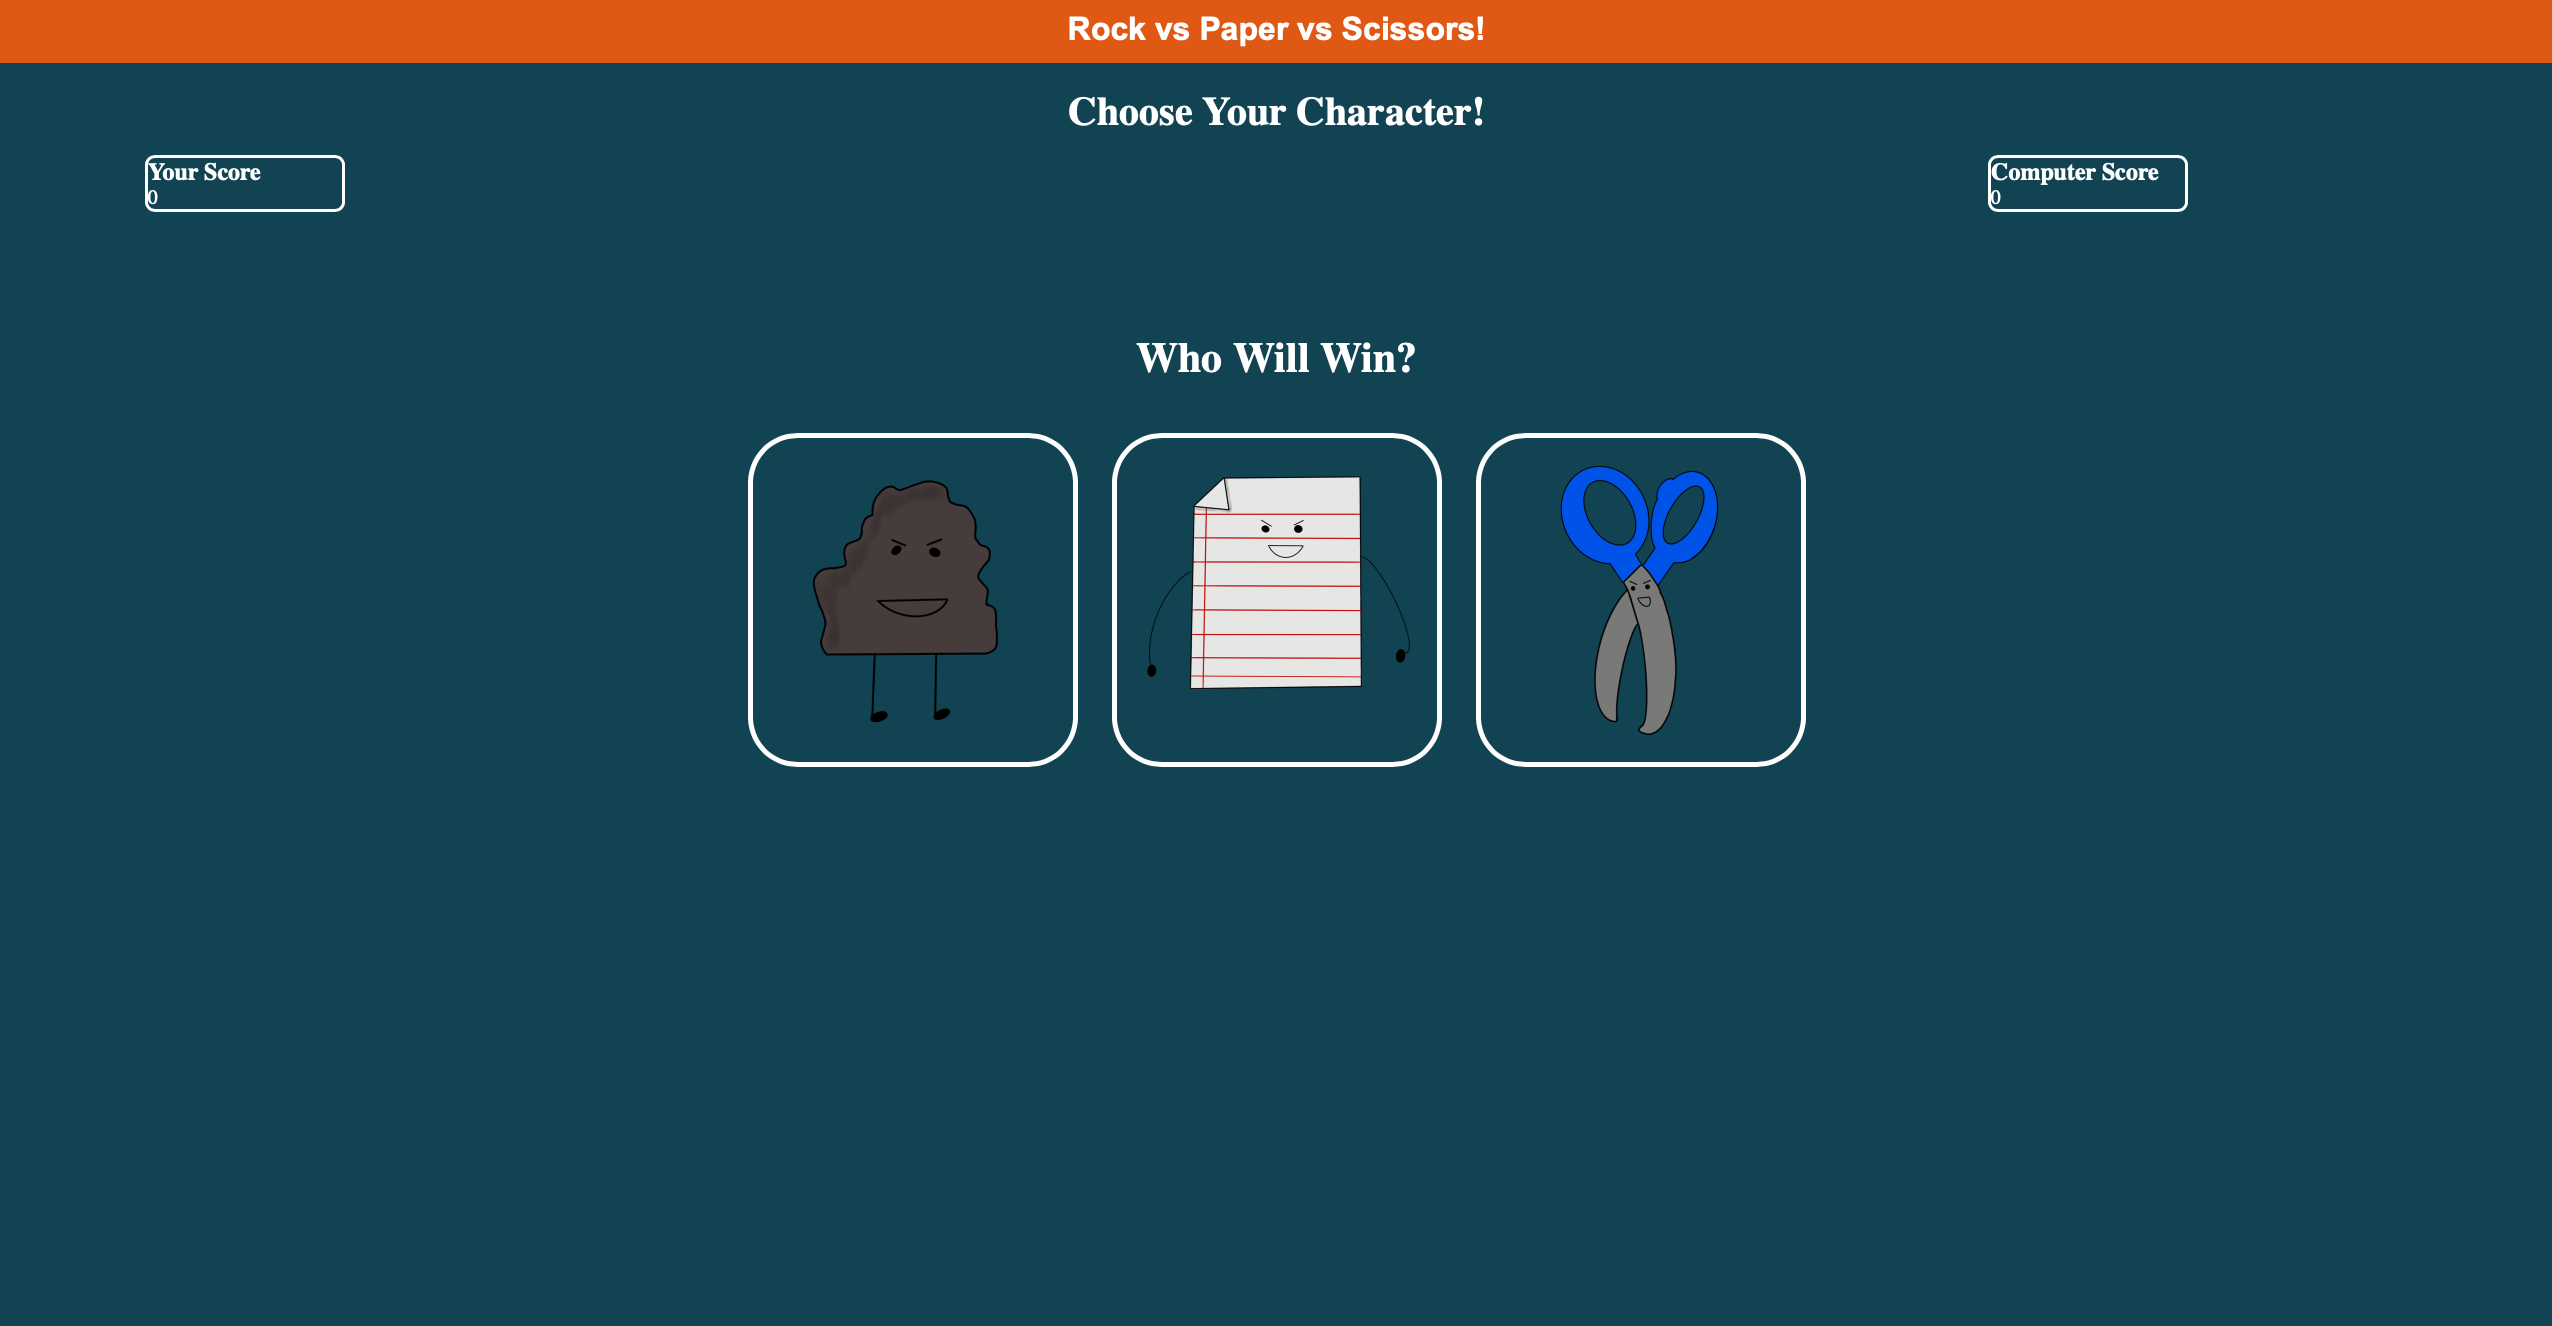 Rock vs Paper vs Scissors!
Choose Your Character!
Your Score
0
Computer Score
0
Who Will Win?